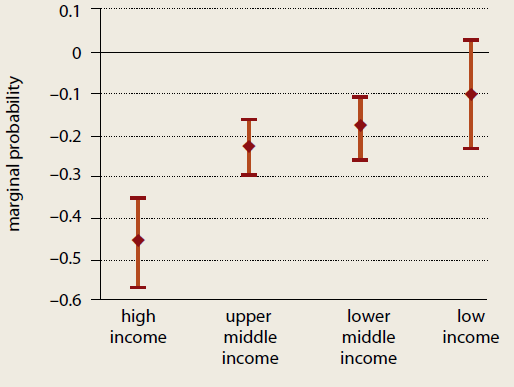 marginal probability
0.1
0
–0.1
–0.2
–0.3
–0.4
–0.5
–0.6
high
income
upper
middle
income
lower
middle
income
low
income